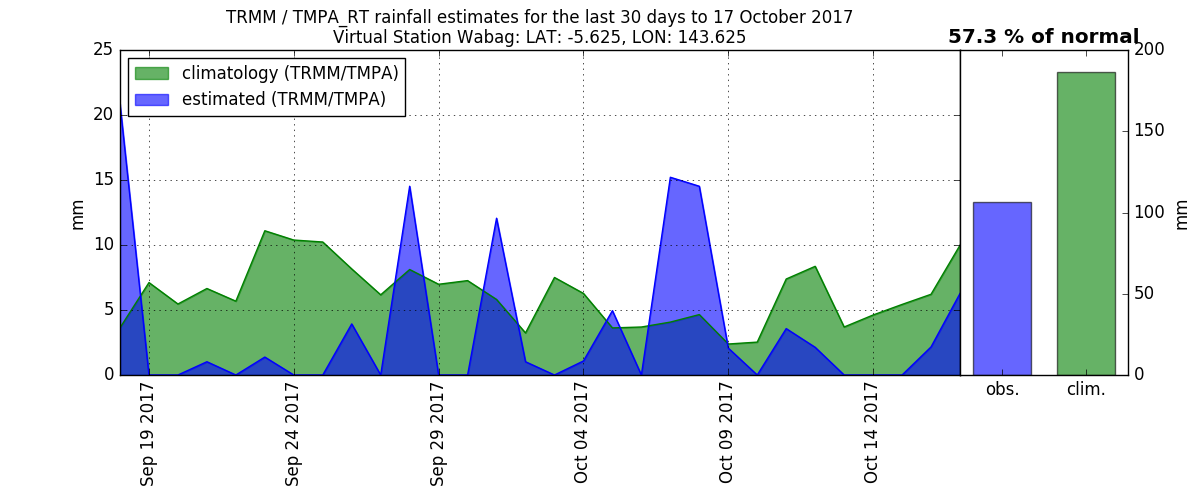 TRMM / TMPA_RT rainfall estimates for the last 30 days to 17 October 2017
Virtual Station Wabag: LAT: -5.625, LON: 143.625
57.3 % of normal
climatology (TRMM/TMPA)
estimated (TRMM/TMPA)
mm
25
20
15
10
5
0
Sep 19 2017
Sep 24 2017
Sep 29 2017
Oct 04 2017
Oct 09 2017
Oct 14 2017
200
150
100
50
0
mm
obs.
clim.